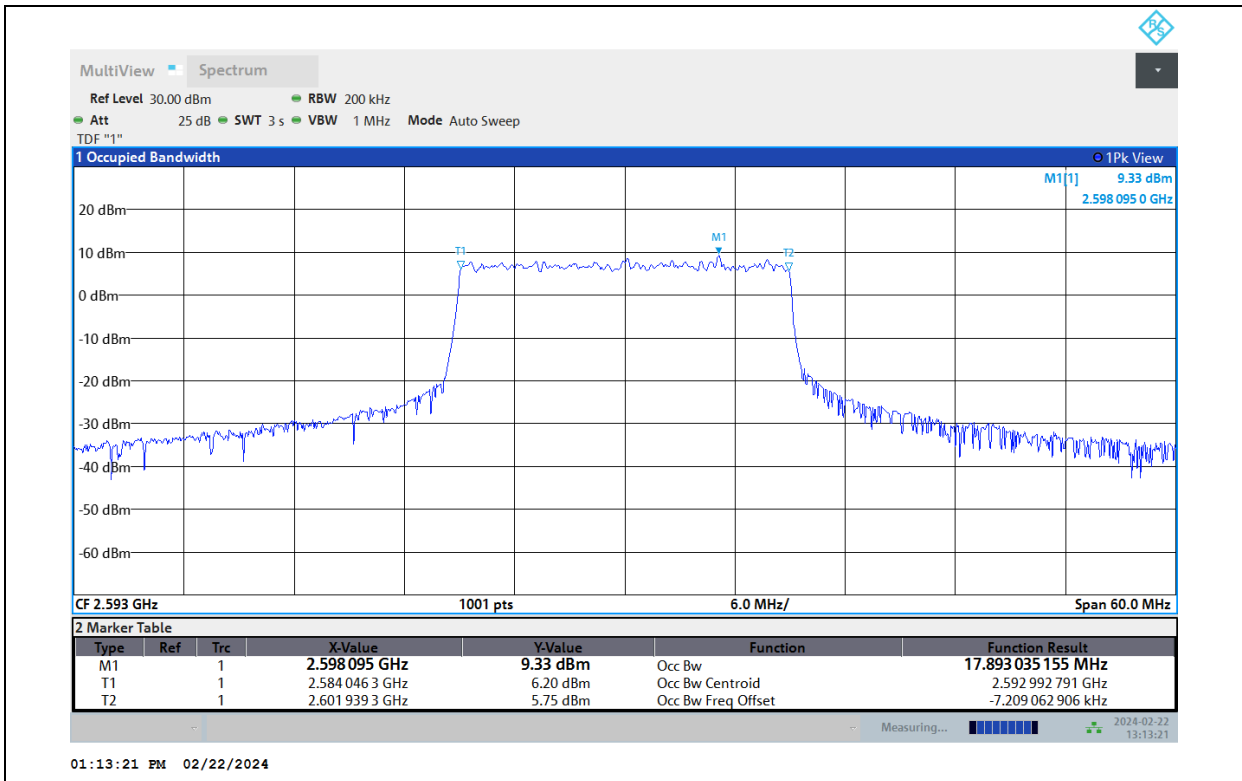 R&S
MultiView Spectrum
Ref Level 30.00 dBm RBW 200 kHz
Att 25 dB SWT 3 s VBW 1 MHz Mode Auto Sweep
TDF "1"
1 Occupied Bandwidth 1Pk View
M1[1] 9.33 dBm
2.598 095 0 GHz
20 dBm
M1
T1 T2
10 dBm
0 dBm
-10 dBm
-20 dBm
-30 dBm
-40 dBm
-50 dBm
-60 dBm
CF 2.593 GHz 1001 pts 6.0 MHz/ Span 60.0 MHz
2 Marker Table
Type Ref Trc X-Value Y-Value Function Function Result
M1 1 2.598 095 GHz 9.33 dBm Occ Bw 17.893 035 155 MHz
T1 1 2.584 046 3 GHz 6.20 dBm Occ Bw Centroid 2.592 992 791 GHz
T2 1 2.601 939 3 GHz 5.75 dBm Occ Bw Freq Offset -7.209 062 906 kHz
Measuring... 2024-02-22
13:13:21
01:13:21 PM 02/22/2024